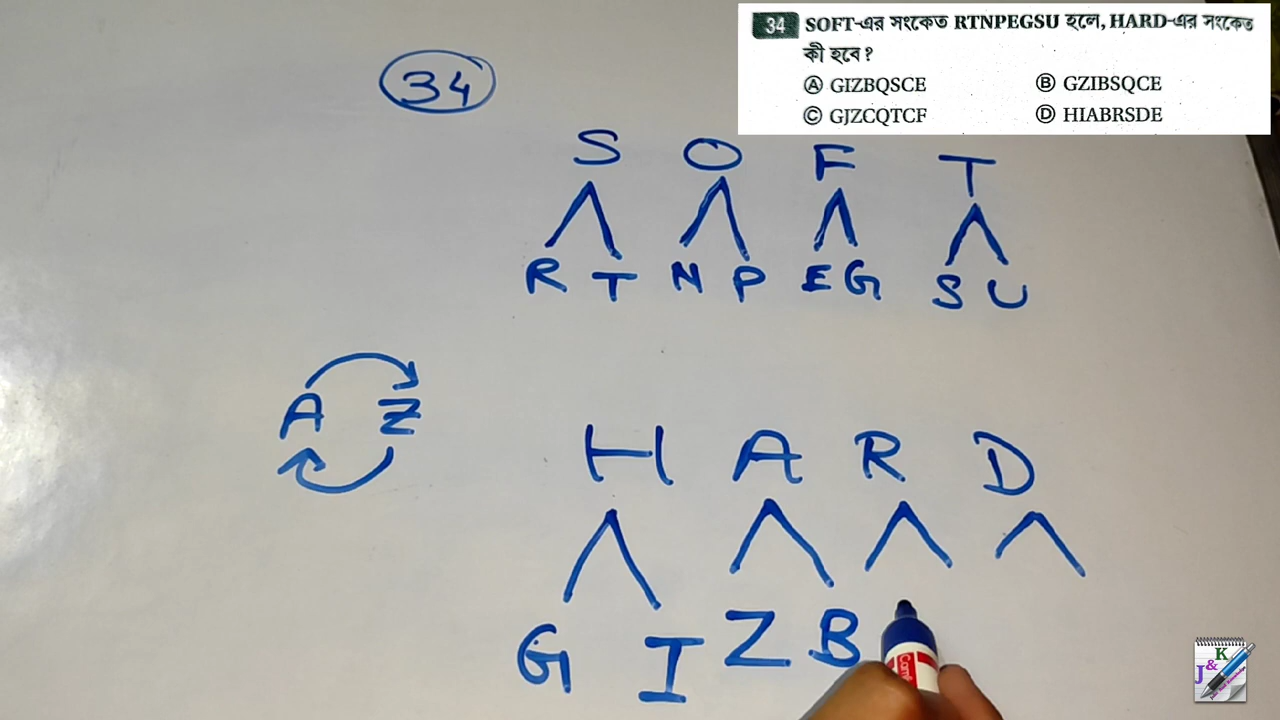 34 SOFT-এর সংকেত RTNPEGSU হলে, HARD-এর সংকেত
কী হবে?
Ⓐ GIZBQSCE Ⓑ GZIBSQCE
Ⓒ GJZCQTCF Ⓓ HIABRSDE
34
S O F T
R T N P E G S U
A Z
H A R D
G I Z B
J & K